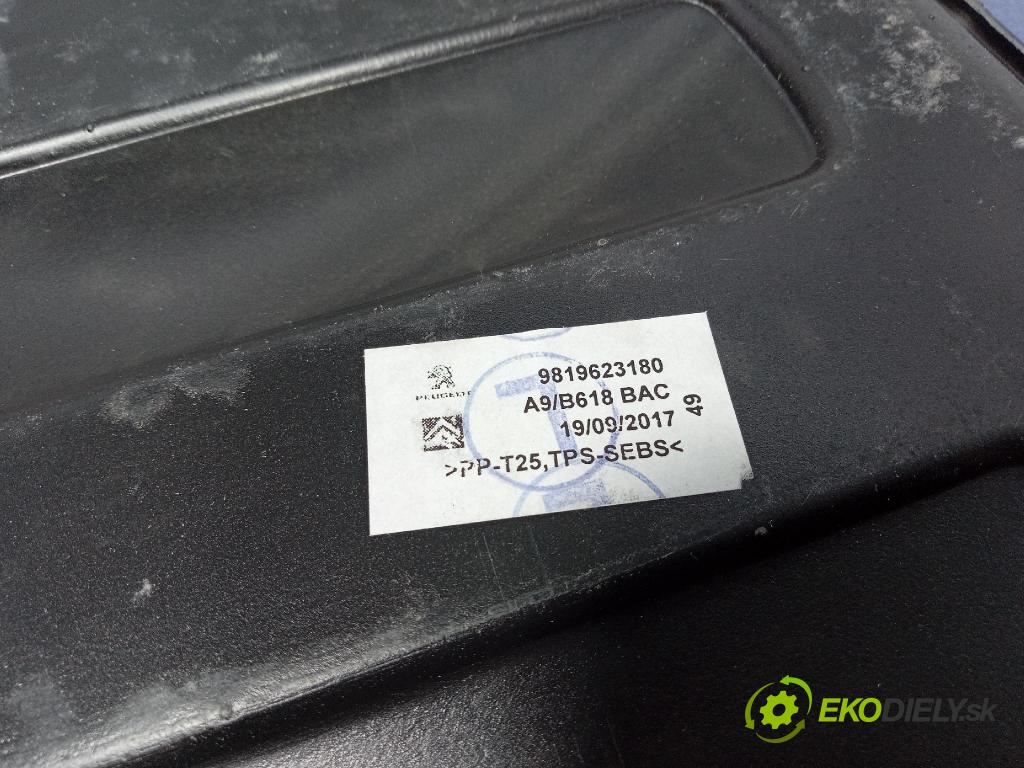 PEUGEOT
9819623180
A9/B618 BAC
19/09/2017
49
>PP-T25,TPS-SEBS<
EKODIELY.sk